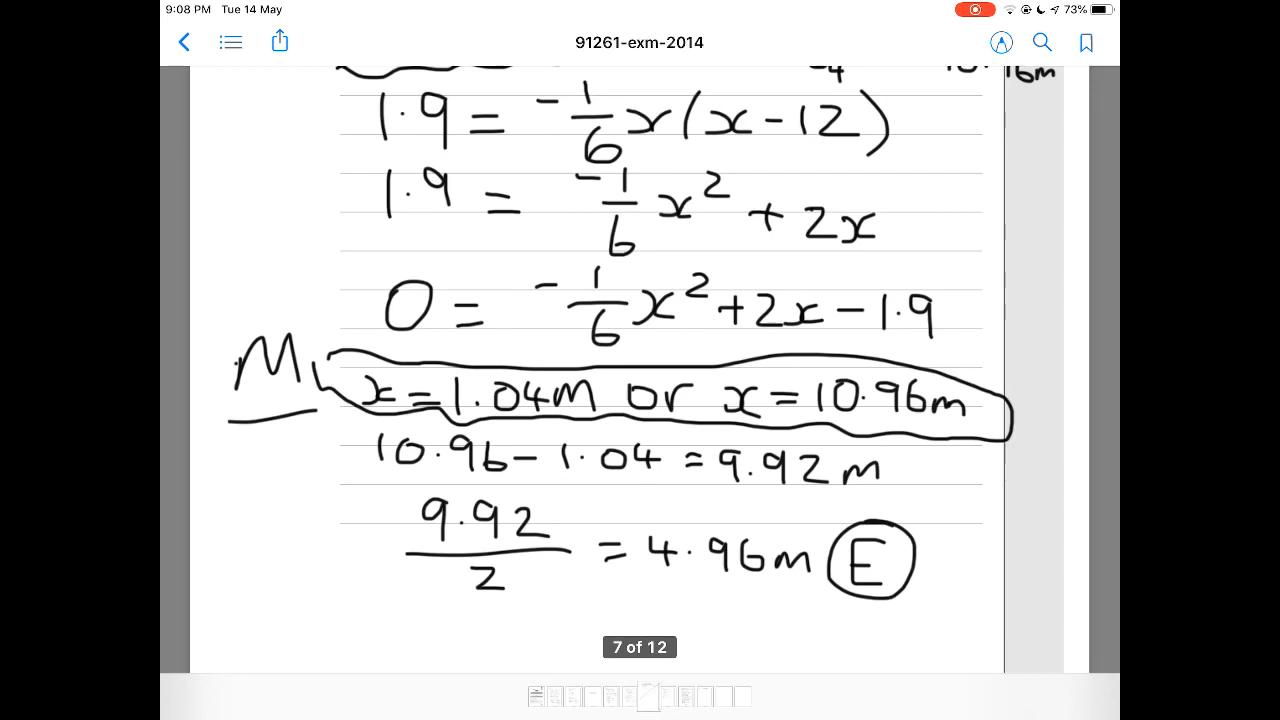 9:08 PM Tue 14 May 73%
91261-exm-2014
16m
1.9 = -1/6 x(x-12)
1.9 = -1/6 x² + 2x
0 = -1/6 x² + 2x - 1.9
M
x = 1.04m or x = 10.96m
10.96 - 1.04 = 9.92m
9.92/2 = 4.96m E
7 of 12